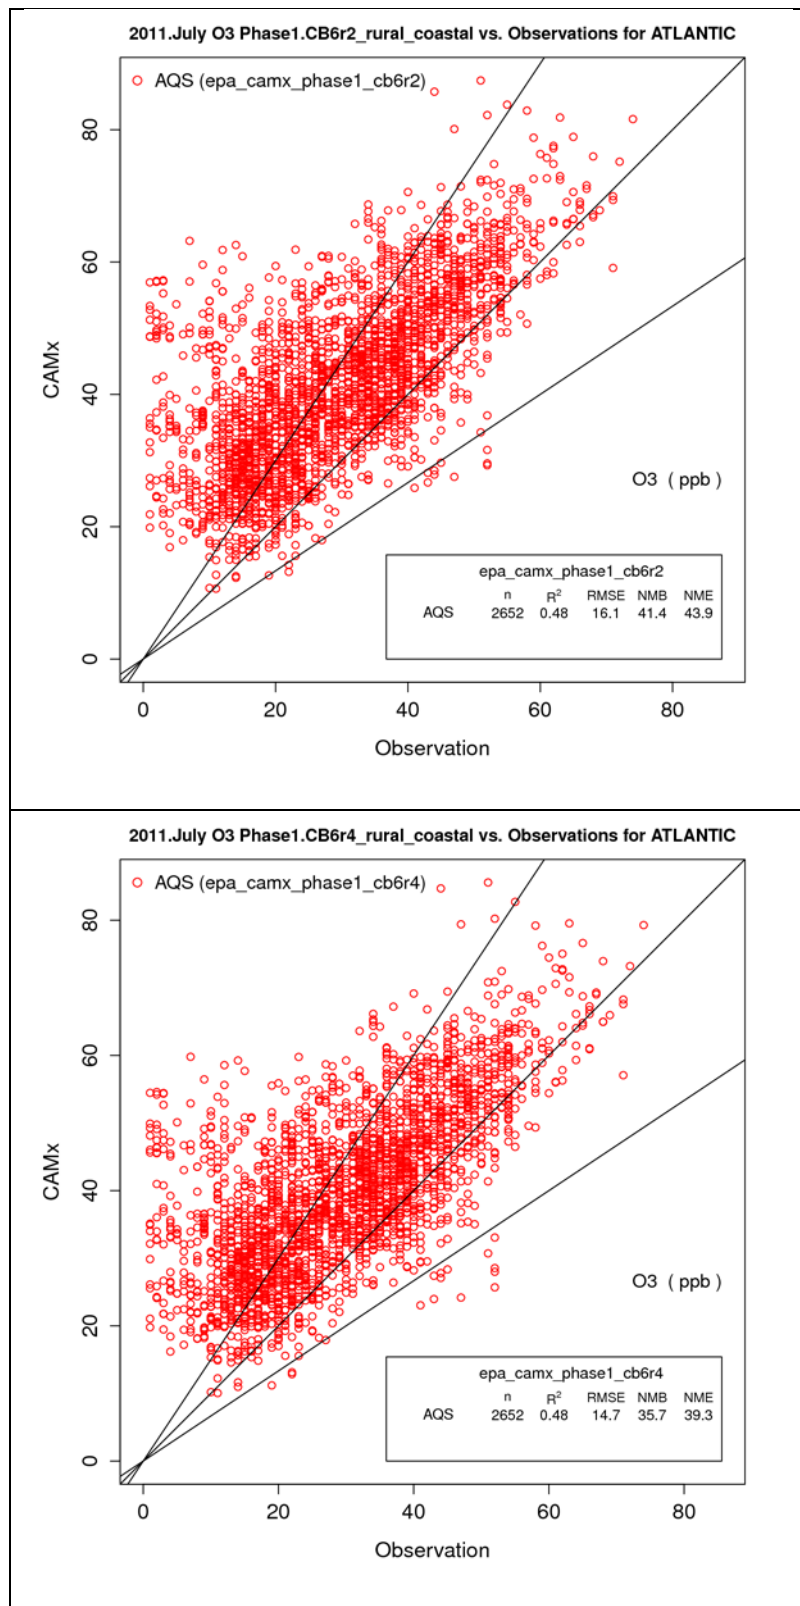 2011.July O3 Phase1.CB6r2_rural_coastal vs. Observations for ATLANTIC
AQS (epa_camx_phase1_cb6r2)
80
60
40
20
0
CAMx
O3 ( ppb )
epa_camx_phase1_cb6r2
n R2 RMSE NMB NME
AQS 2652 0.48 16.1 41.4 43.9
0 20 40 60 80
Observation
2011.July O3 Phase1.CB6r4_rural_coastal vs. Observations for ATLANTIC
AQS (epa_camx_phase1_cb6r4)
80
60
40
20
0
CAMx
O3 ( ppb )
epa_camx_phase1_cb6r4
n R2 RMSE NMB NME
AQS 2652 0.48 14.7 35.7 39.3
0 20 40 60 80
Observation